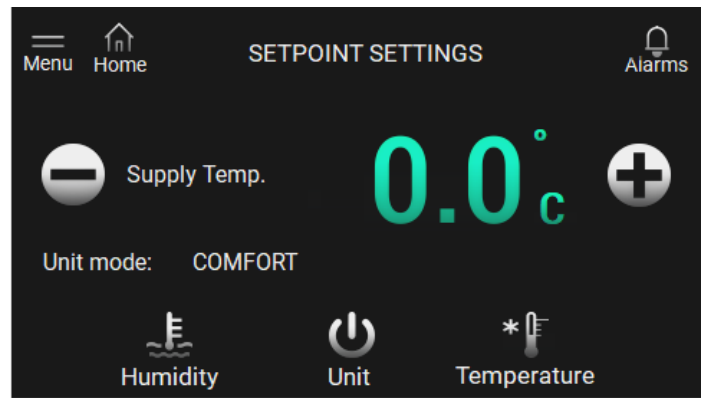 Menu Home SETPOINT SETTINGS Alarms
Supply Temp. 0.0°C
Unit mode: COMFORT
Humidity Unit Temperature